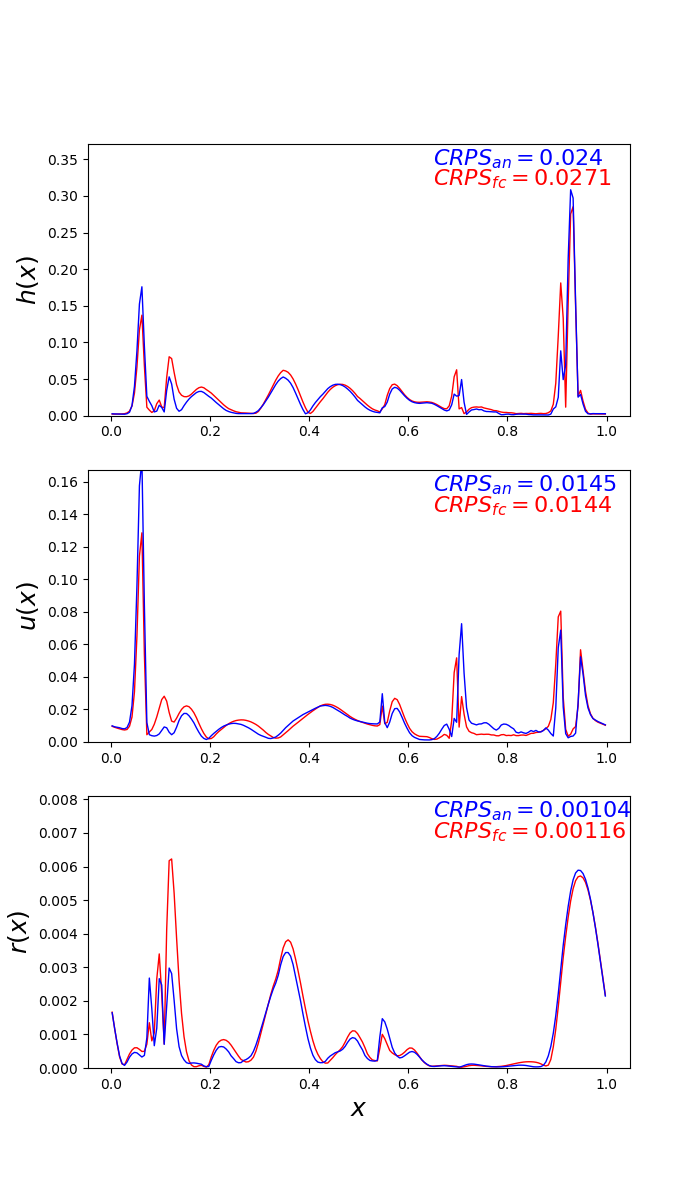 CRPS_an = 0.024
CRPS_fc = 0.0271
h(x)
0.35
0.30
0.25
0.20
0.15
0.10
0.05
0.00
0.0 0.2 0.4 0.6 0.8 1.0
CRPS_an = 0.0145
CRPS_fc = 0.0144
u(x)
0.16
0.14
0.12
0.10
0.08
0.06
0.04
0.02
0.00
0.0 0.2 0.4 0.6 0.8 1.0
CRPS_an = 0.00104
CRPS_fc = 0.00116
r(x)
0.008
0.007
0.006
0.005
0.004
0.003
0.002
0.001
0.000
0.0 0.2 0.4 0.6 0.8 1.0
x